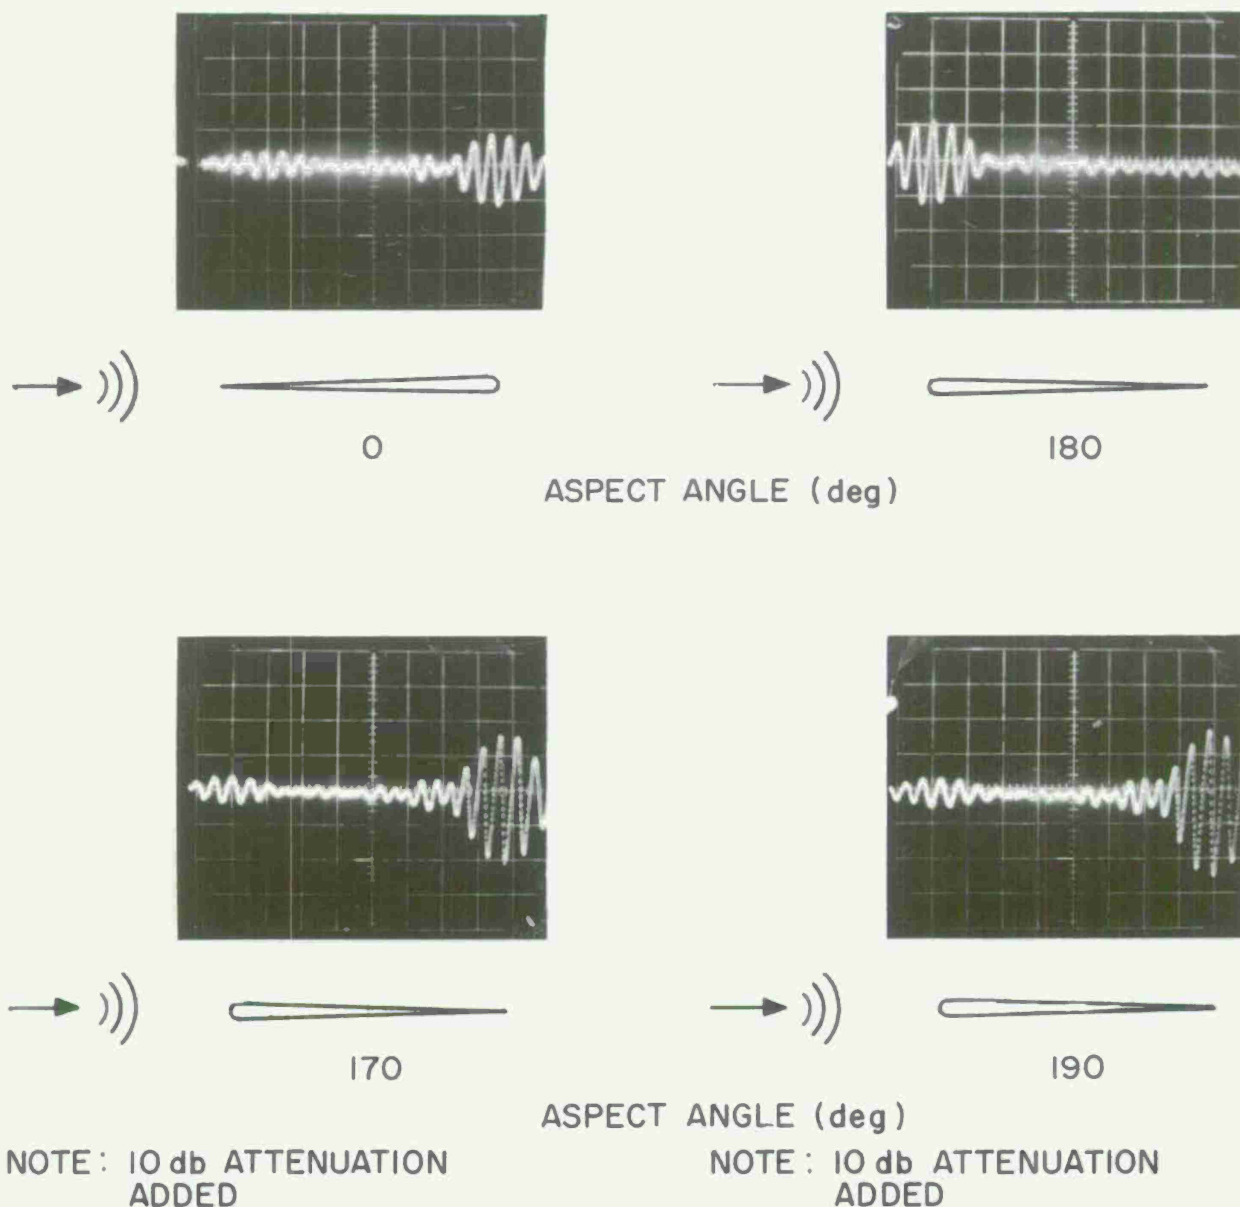 0
180
ASPECT ANGLE (deg)
170
190
ASPECT ANGLE (deg)
NOTE: 10 db ATTENUATION
ADDED
NOTE: 10 db ATTENUATION
ADDED